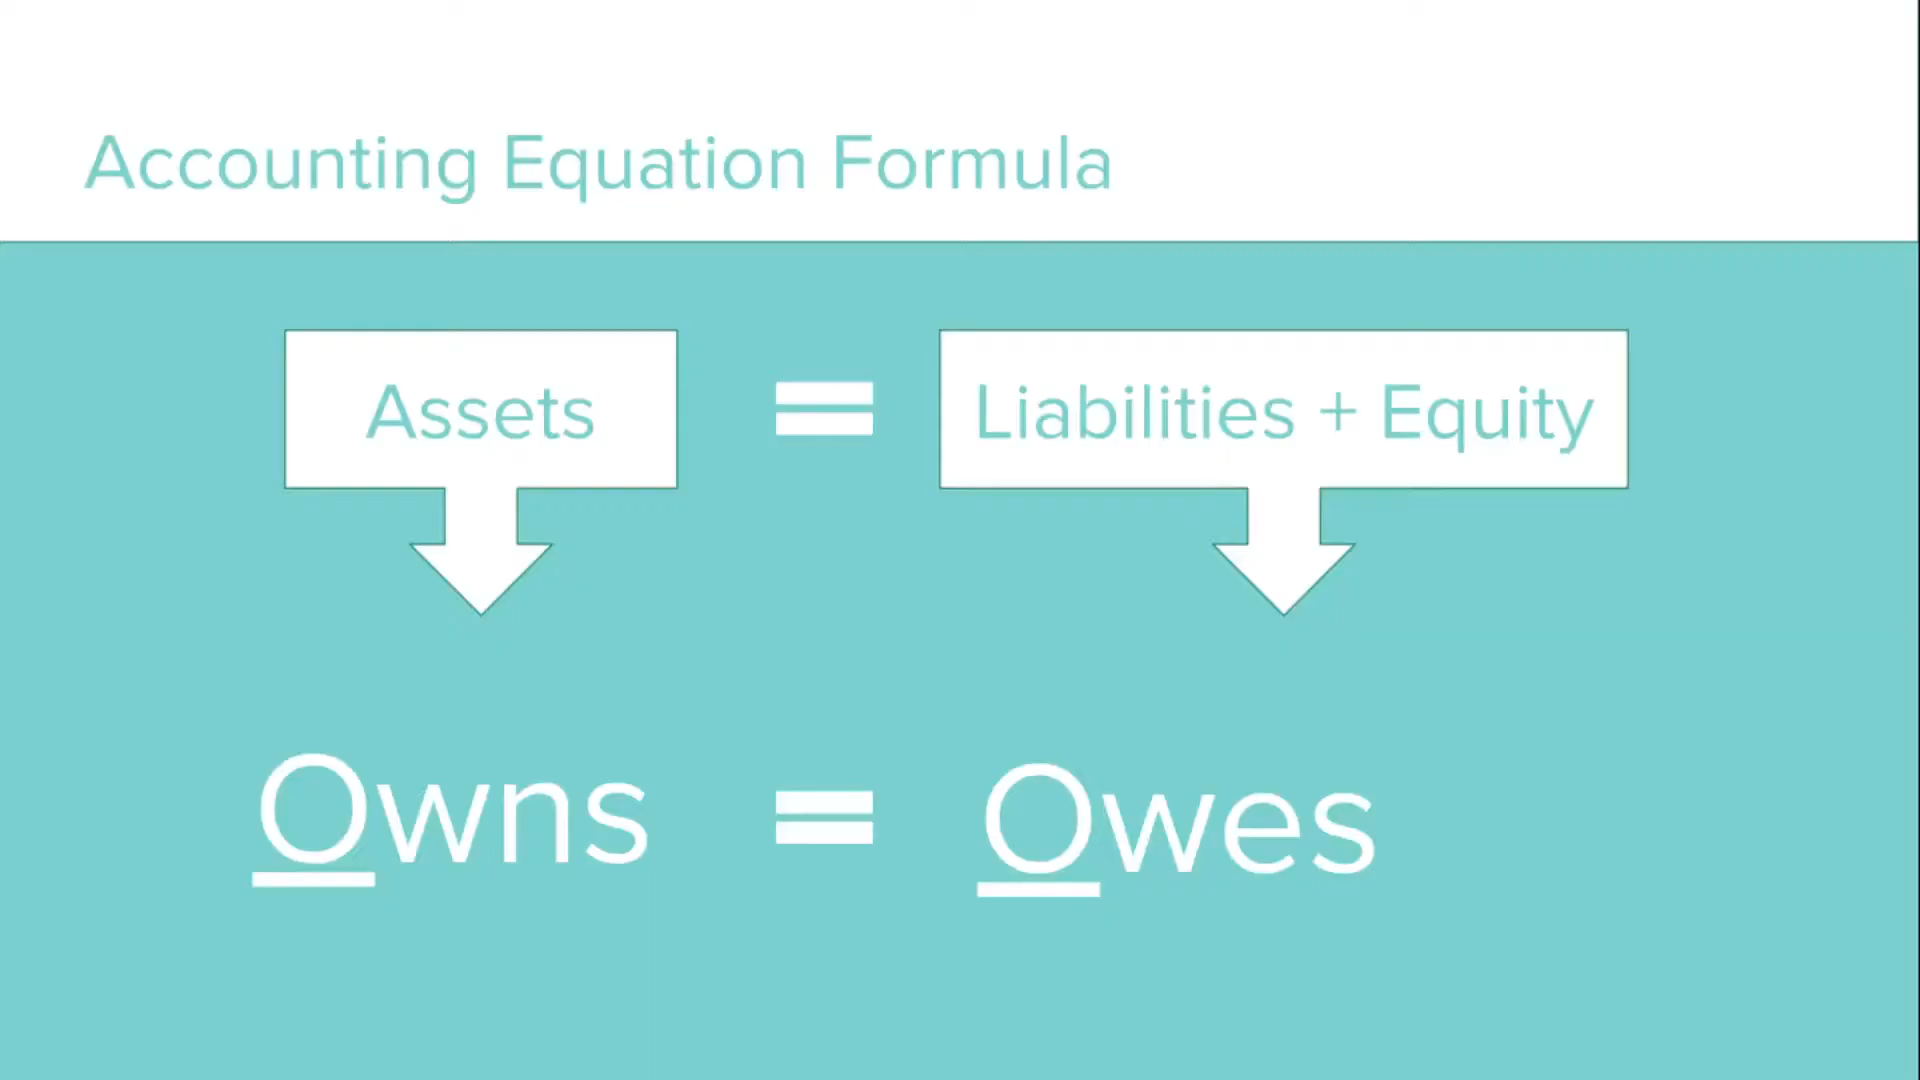 Accounting Equation Formula
Assets = Liabilities + Equity
Owns = Owes